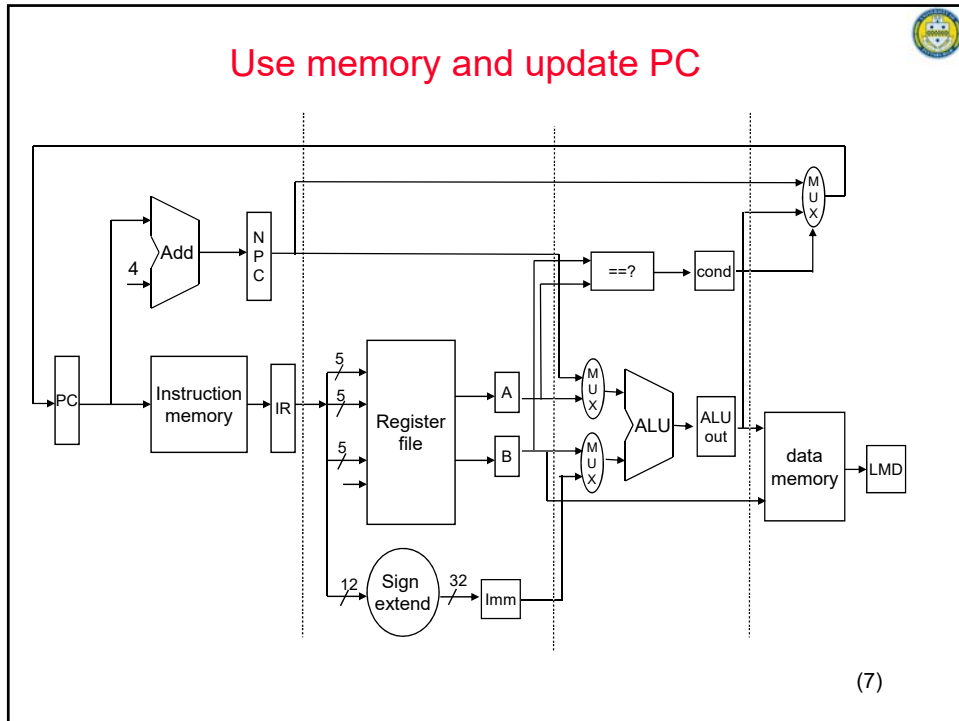 Use memory and update PC
M
U
X
N
P
C
Add
4
==?
cond
PC
Instruction
memory
IR
5
5
5
Register
file
A
B
M
U
X
M
U
X
ALU
ALU
out
data
memory
LMD
12
Sign
extend
32
Imm
(7)